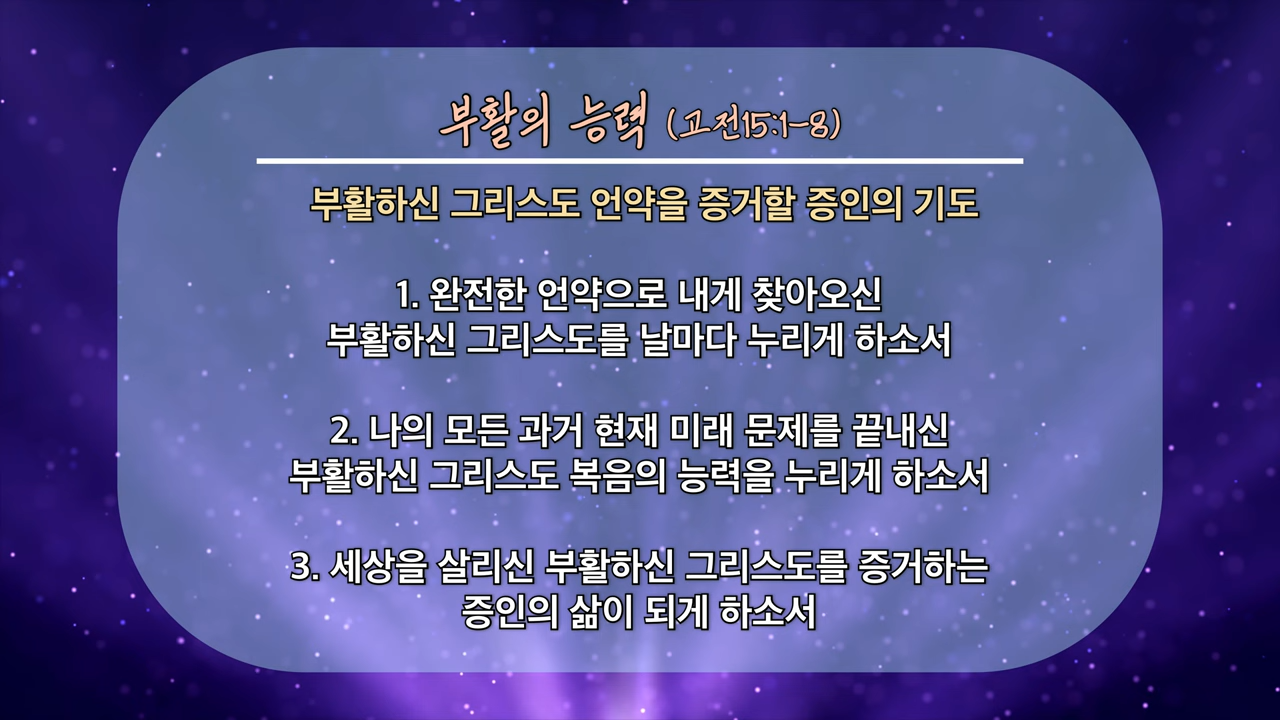 부활의 능력 (고전15:1-8)
부활하신 그리스도 언약을 증거할 증인의 기도
1. 완전한 언약으로 내게 찾아오신
부활하신 그리스도를 날마다 누리게 하소서
2. 나의 모든 과거 현재 미래 문제를 끝내신
부활하신 그리스도 복음의 능력을 누리게 하소서
3. 세상을 살리신 부활하신 그리스도를 증거하는
증인의 삶이 되게 하소서